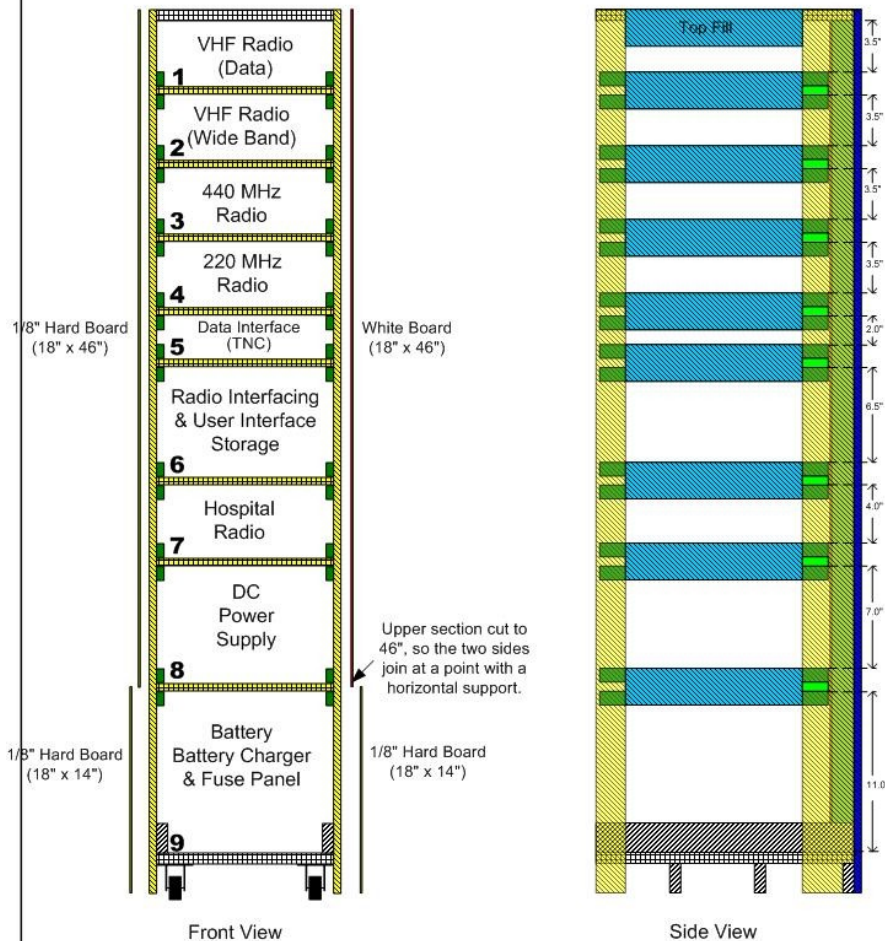 VHF Radio
(Data)
1
VHF Radio
(Wide Band)
2
440 MHz
Radio
3
220 MHz
Radio
4
Data Interface
(TNC)
5
Radio Interfacing
& User Interface
Storage
6
Hospital
Radio
7
DC
Power
Supply
8
Battery
Battery Charger
& Fuse Panel
9
1/8" Hard Board
(18" x 46")
White Board
(18" x 46")
Upper section cut to
46", so the two sides
join at a point with a
horizontal support.
1/8" Hard Board
(18" x 14")
1/8" Hard Board
(18" x 14")
Front View
Top Fill
3.5"
3.5"
3.5"
3.5"
2.0"
6.5"
4.0"
7.0"
11.0
Side View